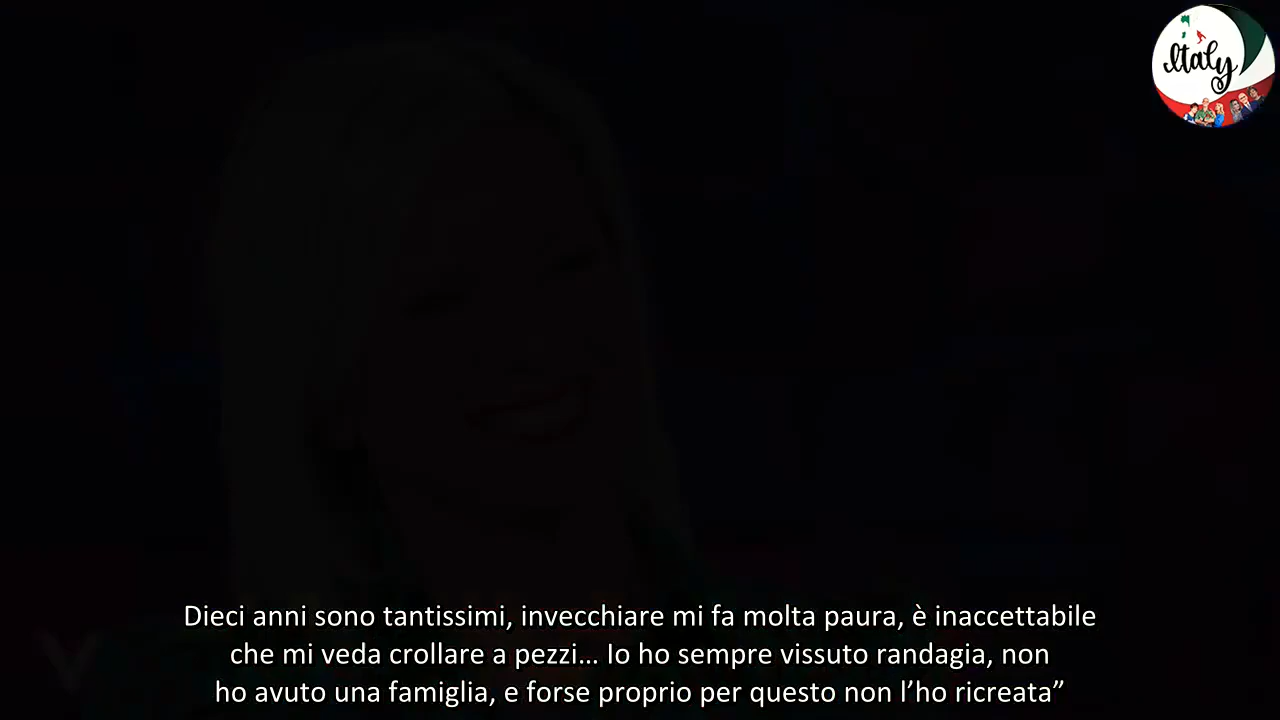 Italy
Dieci anni sono tantissimi, invecchiare mi fa molta paura, è inaccettabile
che mi veda crollare a pezzi... Io ho sempre vissuto randagia, non
ho avuto una famiglia, e forse proprio per questo non l’ho ricreata”